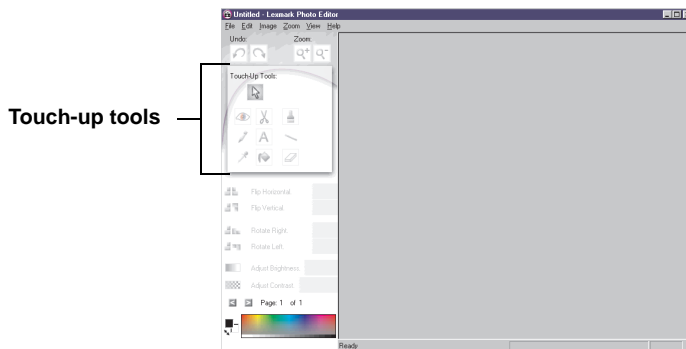 Untitled - Lexmark Photo Editor
File Edit Image Zoom View Help
Undo: Zoom:
Touch-Up Tools:
Touch-up tools
A
Flip Horizontal.
Flip Vertical.
Rotate Right.
Rotate Left.
Adjust Brightness.
Adjust Contrast.
Page: 1 of 1
Ready